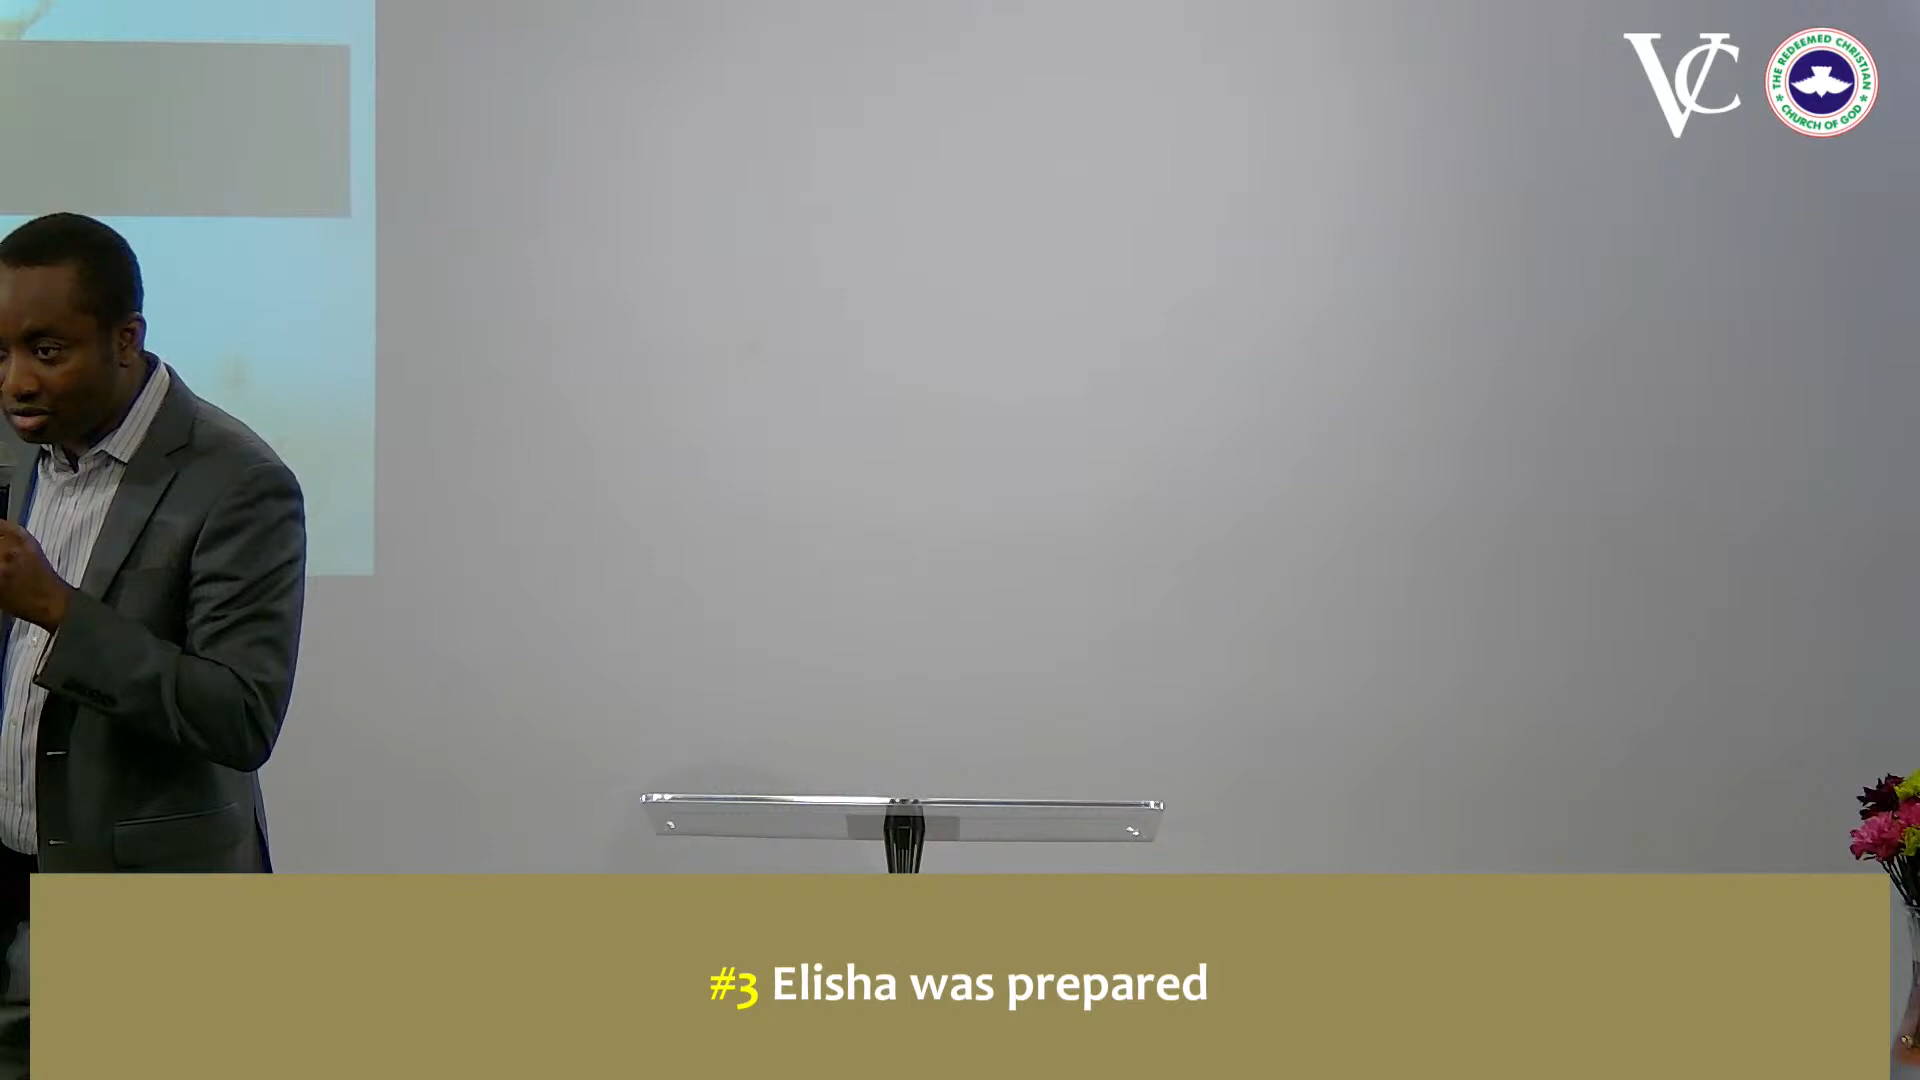 VC
THE REDEEMED CHRISTIAN
CHURCH OF GOD
#3 Elisha was prepared